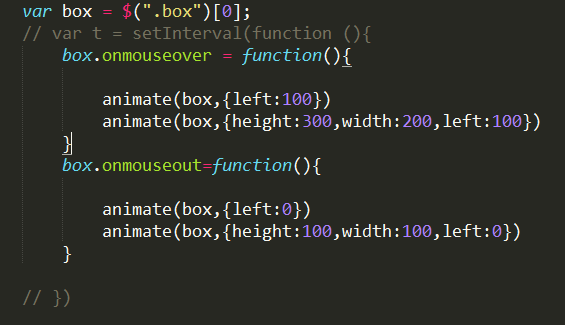 var box = $(".box")[0];
// var t = setInterval(function (){
box.onmouseover = function(){
animate(box,{left:100})
animate(box,{height:300,width:200,left:100})
}
box.onmouseout=function(){
animate(box,{left:0})
animate(box,{height:100,width:100,left:0})
}
// })